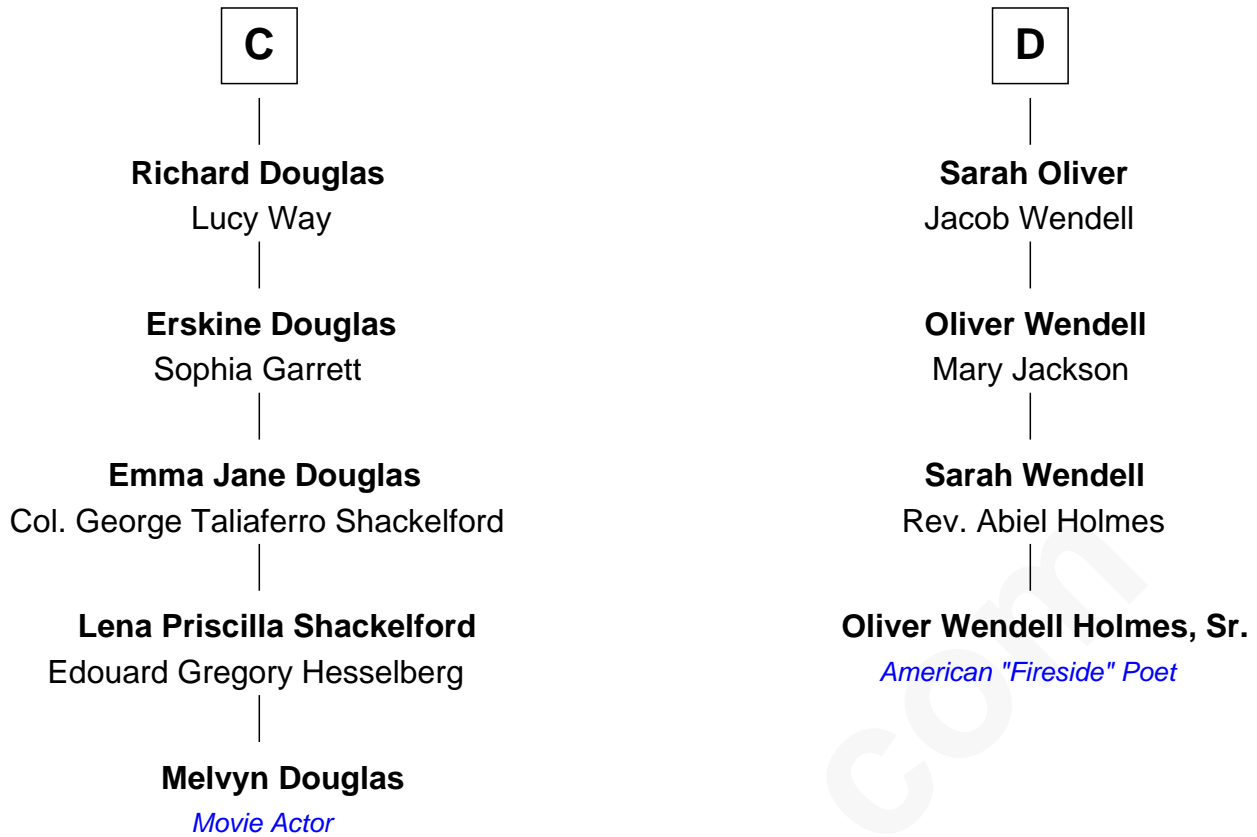 C
Richard Douglas
Lucy Way
Erskine Douglas
Sophia Garrett
Emma Jane Douglas
Col. George Taliaferro Shackelford
Lena Priscilla Shackelford
Edouard Gregory Hesselberg
Melvyn Douglas
Movie Actor
D
Sarah Oliver
Jacob Wendell
Oliver Wendell
Mary Jackson
Sarah Wendell
Rev. Abiel Holmes
Oliver Wendell Holmes, Sr.
American "Fireside" Poet
com